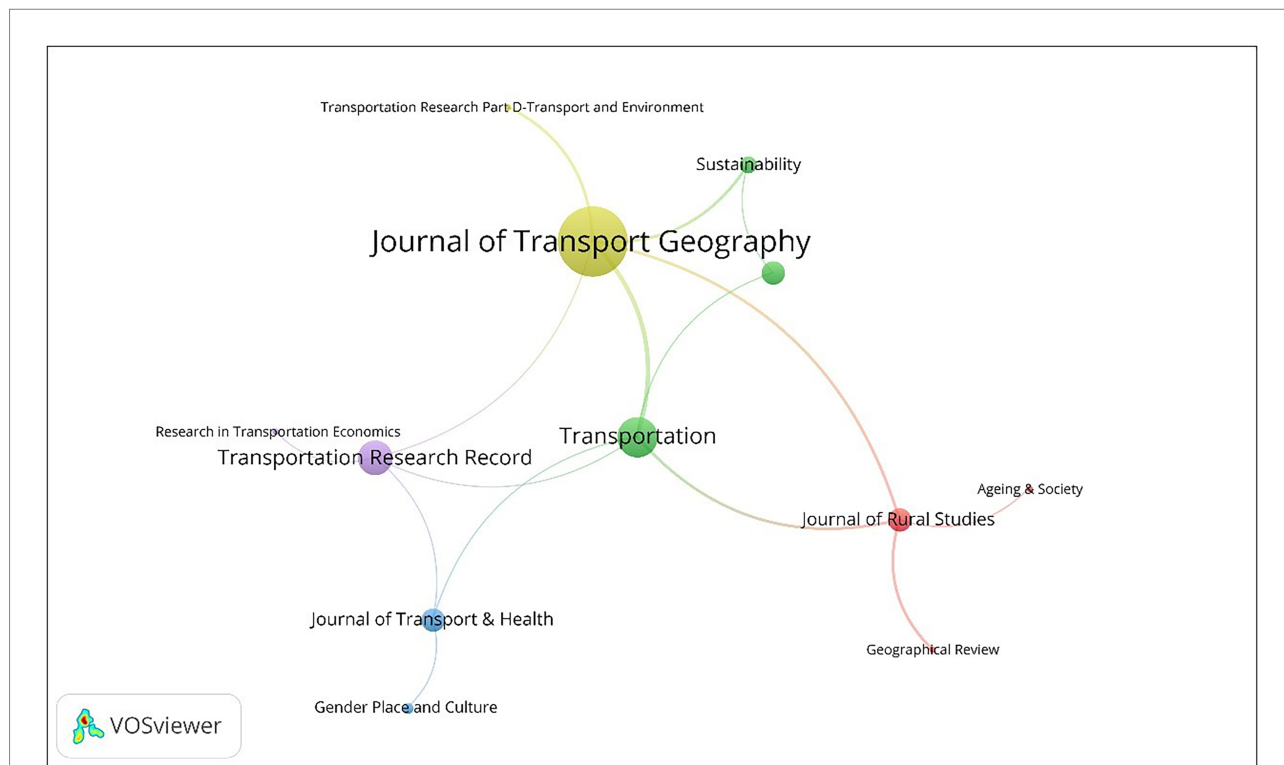 Transportation Research Part D-Transport and Environment
Sustainability
Journal of Transport Geography
Research in Transportation Economics
Transportation Research Record
Transportation
Ageing & Society
Journal of Rural Studies
Journal of Transport & Health
Geographical Review
Gender Place and Culture
VOSviewer